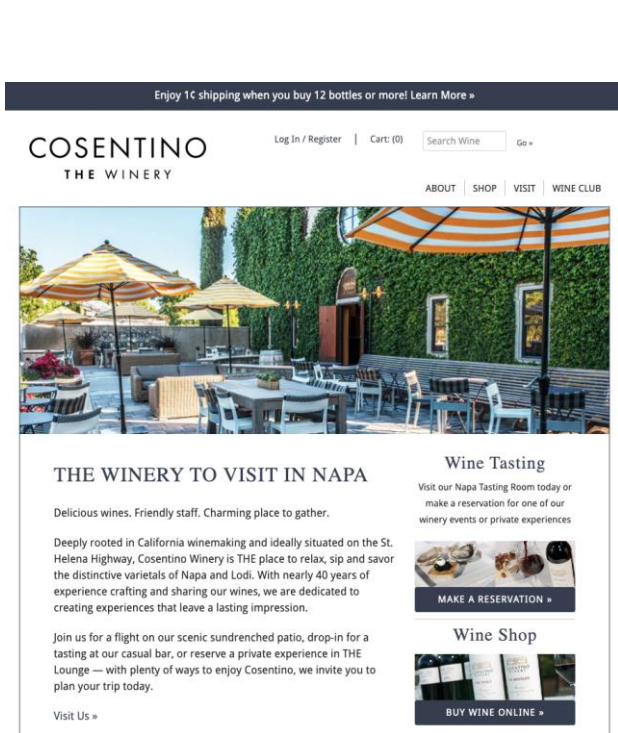 Enjoy 1¢ shipping when you buy 12 bottles or more! Learn More »
Log In / Register | Cart: (0) Search Wine Go »
COSENTINO
THE WINERY
ABOUT SHOP VISIT WINE CLUB
THE WINERY TO VISIT IN NAPA
Delicious wines. Friendly staff. Charming place to gather.
Deeply rooted in California winemaking and ideally situated on the St.
Helena Highway, Cosentino Winery is THE place to relax, sip and savor
the distinctive varietals of Napa and Lodi. With nearly 40 years of
experience crafting and sharing our wines, we are dedicated to
creating experiences that leave a lasting impression.
Join us for a flight on our scenic sundrenched patio, drop-in for a
tasting at our casual bar, or reserve a private experience in THE
Lounge — with plenty of ways to enjoy Cosentino, we invite you to
plan your trip today.
Visit Us »
Wine Tasting
Visit our Napa Tasting Room today or
make a reservation for one of our
winery events or private experiences
MAKE A RESERVATION »
Wine Shop
BUY WINE ONLINE »